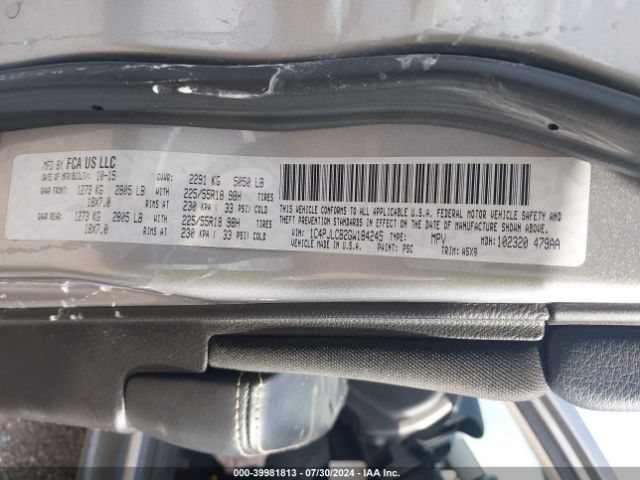 MFD BY FCA US LLC
DATE OF MFR/BUILT: 10-15 GVWR: 2291 KG 5050 LB
GAWR FRONT: 1273 KG 2805 LB WITH 225/55R18 98H TIRES
18X7.0 RIMS AT 230 KPA ( 33 PSI) COLD
GAWR REAR: 1273 KG 2805 LB WITH 225/55R18 98H TIRES
18X7.0 RIMS AT 230 KPA ( 33 PSI) COLD
THIS VEHICLE CONFORMS TO ALL APPLICABLE U.S.A. FEDERAL MOTOR VEHICLE SAFETY,
AND THEFT PREVENTION STANDARDS IN EFFECT ON THE DATE OF MANUFACTURE SHOWN ABOVE.
VIN: 1C4PJLCB2GW184245 TYPE: MPV MDH: 102320 479AA
PAINT: PSC TRIM: A5X9
000-39981813 - 07/30/2024 - IAA Inc.